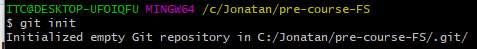 ITC@DESKTOP-UFOIQFU MINGW64 /c/Jonatan/pre-course-FS
$ git init
Initialized empty Git repository in C:/Jonatan/pre-course-FS/.git/